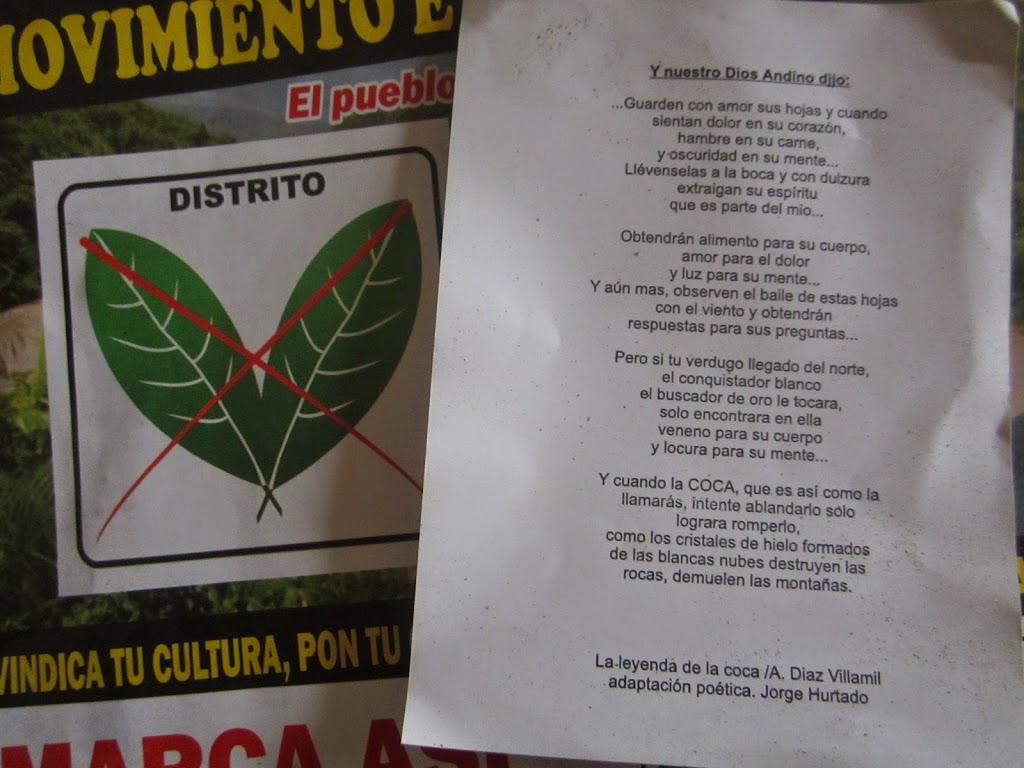 MOVIMIENTO E
El pueblo
DISTRITO
VINDICA TU CULTURA, PON TU
MARCA ASÍ
Y nuestro Dios Andino dijo:
...Guarden con amor sus hojas y cuando
sientan dolor en su corazón,
hambre en su carne,
y oscuridad en su mente...
Llévenselas a la boca y con dulzura
extraigan su espíritu
que es parte del mio...
Obtendrán alimento para su cuerpo,
amor para el dolor
y luz para su mente...
Y aún mas, observen el baile de estas hojas
con el viento y obtendrán
respuestas para sus preguntas...
Pero si tu verdugo llegado del norte,
el conquistador blanco
el buscador de oro le tocara,
solo encontrara en ella
veneno para su cuerpo
y locura para su mente...
Y cuando la COCA, que es así como la
llamarás, intente ablandarlo sólo
lograra romperlo,
como los cristales de hielo formados
de las blancas nubes destruyen las
rocas, demuelen las montañas.
La leyenda de la coca /A. Diaz Villamil
adaptación poética. Jorge Hurtado